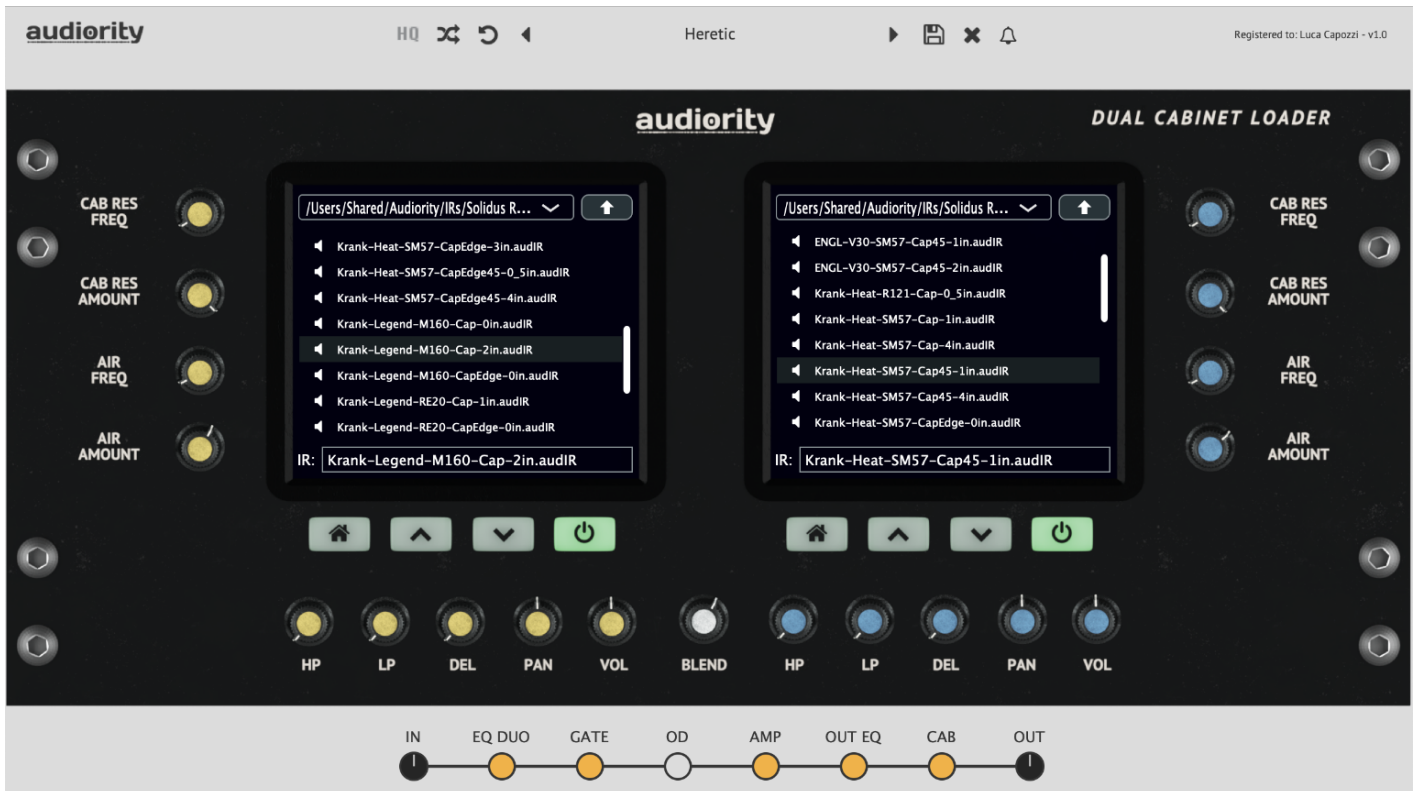 audiority
HQ
Heretic
Registered to: Luca Capozzi - v1.0
audiority
DUAL CABINET LOADER
CAB RES
FREQ
CAB RES
AMOUNT
AIR
FREQ
AIR
AMOUNT
/Users/Shared/Audiority/IRs/Solidus R...
Krank-Heat-SM57-CapEdge-3in.audIR
Krank-Heat-SM57-CapEdge45-0_5in.audIR
Krank-Heat-SM57-CapEdge45-4in.audIR
Krank-Legend-M160-Cap-0in.audIR
Krank-Legend-M160-Cap-2in.audIR
Krank-Legend-M160-CapEdge-0in.audIR
Krank-Legend-RE20-Cap-1in.audIR
Krank-Legend-RE20-CapEdge-0in.audIR
IR: Krank-Legend-M160-Cap-2in.audIR
/Users/Shared/Audiority/IRs/Solidus R...
ENGL-V30-SM57-Cap45-1in.audIR
ENGL-V30-SM57-Cap45-2in.audIR
Krank-Heat-R121-Cap-0_5in.audIR
Krank-Heat-SM57-Cap-1in.audIR
Krank-Heat-SM57-Cap-4in.audIR
Krank-Heat-SM57-Cap45-1in.audIR
Krank-Heat-SM57-Cap45-4in.audIR
Krank-Heat-SM57-CapEdge-0in.audIR
IR: Krank-Heat-SM57-Cap45-1in.audIR
CAB RES
FREQ
CAB RES
AMOUNT
AIR
FREQ
AIR
AMOUNT
HP LP DEL PAN VOL BLEND HP LP DEL PAN VOL
IN EQ DUO GATE OD AMP OUT EQ CAB OUT